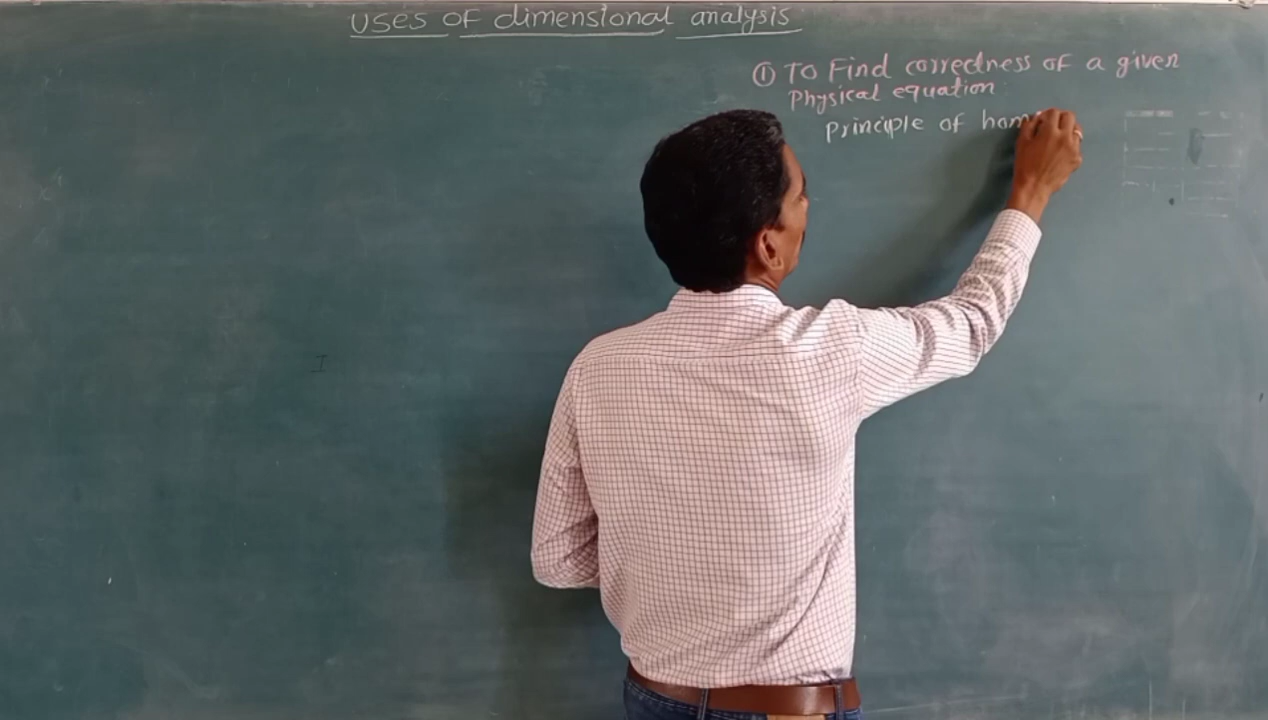 Uses of dimensional analysis
① To Find correctness of a given
Physical equation
principle of hom